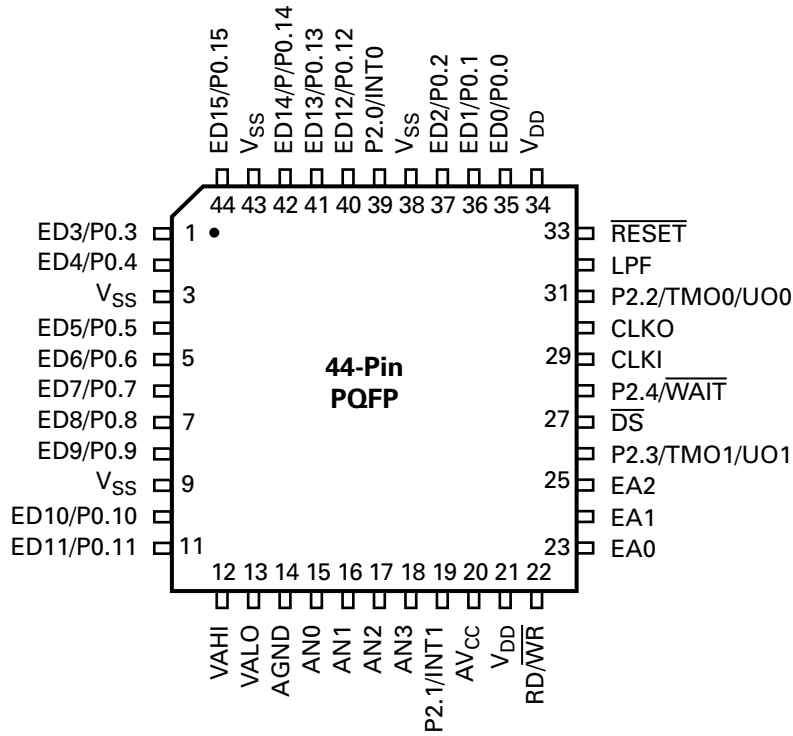 ED15/P0.15
VSS
ED14/P/P0.14
ED13/P0.13
ED12/P0.12
P2.0/INT0
VSS
ED2/P0.2
ED1/P0.1
ED0/P0.0
VDD
44 43 42 41 40 39 38 37 36 35 34
ED3/P0.3 1
ED4/P0.4
VSS 3
ED5/P0.5
ED6/P0.6 5
ED7/P0.7
ED8/P0.8 7
ED9/P0.9
VSS 9
ED10/P0.10
ED11/P0.11 11
44-Pin
PQFP
33 RESET
LPF
31 P2.2/TMO0/UO0
CLKO
29 CLKI
P2.4/WAIT
27 DS
P2.3/TMO1/UO1
25 EA2
EA1
23 EA0
12 13 14 15 16 17 18 19 20 21 22
VAHI
VALO
AGND
AN0
AN1
AN2
AN3
P2.1/INT1
AVCC
VDD
RD/WR